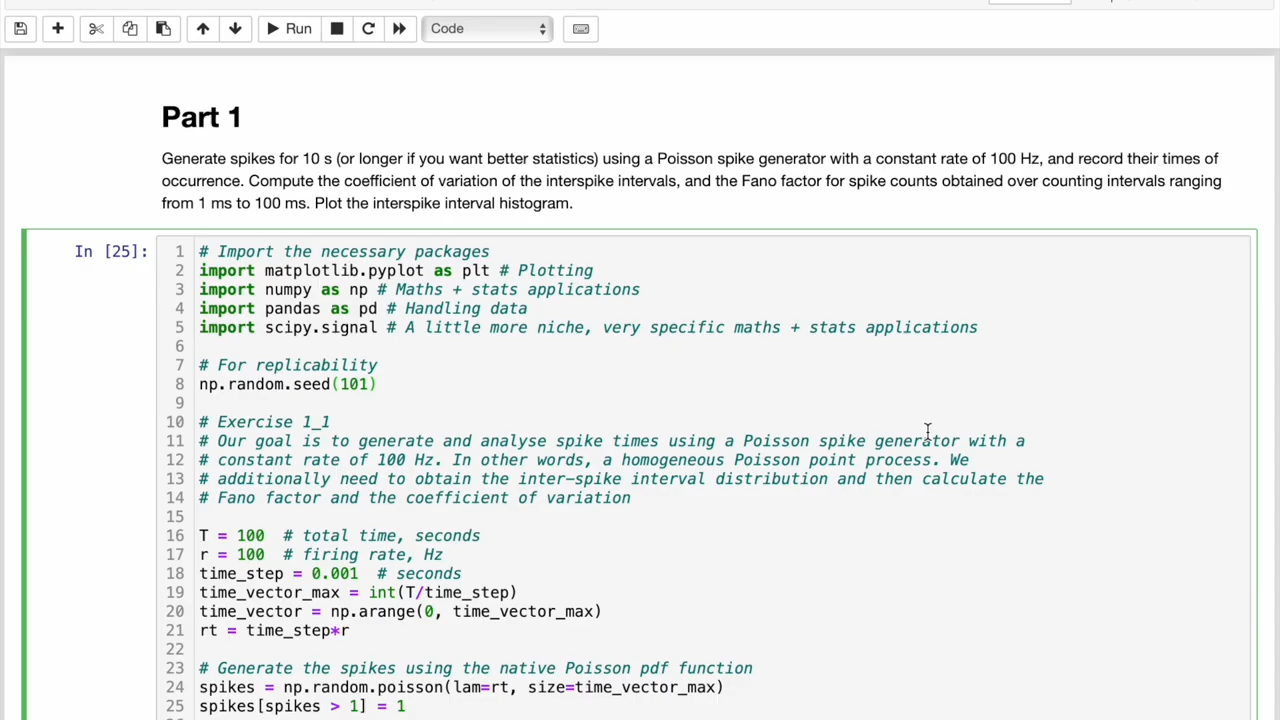 Run Code
Part 1
Generate spikes for 10 s (or longer if you want better statistics) using a Poisson spike generator with a constant rate of 100 Hz, and record their times of
occurrence. Compute the coefficient of variation of the interspike intervals, and the Fano factor for spike counts obtained over counting intervals ranging
from 1 ms to 100 ms. Plot the interspike interval histogram.
In [25]:
1 # Import the necessary packages
2 import matplotlib.pyplot as plt # Plotting
3 import numpy as np # Maths + stats applications
4 import pandas as pd # Handling data
5 import scipy.signal # A little more niche, very specific maths + stats applications
6
7 # For replicability
8 np.random.seed(101)
9
10 # Exercise 1_1
11 # Our goal is to generate and analyse spike times using a Poisson spike generator with a
12 # constant rate of 100 Hz. In other words, a homogeneous Poisson point process. We
13 # additionally need to obtain the inter-spike interval distribution and then calculate the
14 # Fano factor and the coefficient of variation
15
16 T = 100  # total time, seconds
17 r = 100  # firing rate, Hz
18 time_step = 0.001  # seconds
19 time_vector_max = int(T/time_step)
20 time_vector = np.arange(0, time_vector_max)
21 rt = time_step*r
22
23 # Generate the spikes using the native Poisson pdf function
24 spikes = np.random.poisson(lam=rt, size=time_vector_max)
25 spikes[spikes > 1] = 1